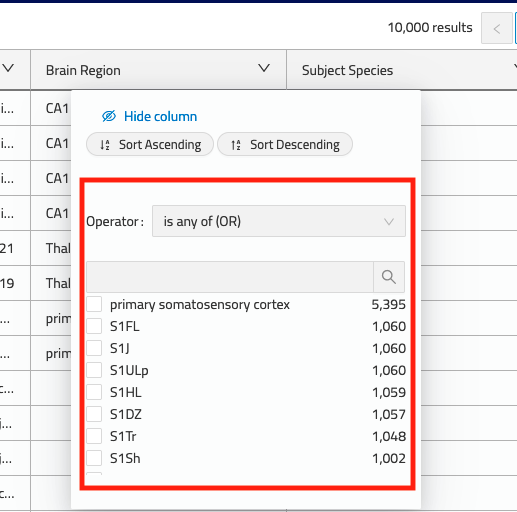 10,000 results
Brain Region
Subject Species
i...
CA1
Hide column
i...
CA1
Sort Ascending
Sort Descending
i...
CA1
i...
CA1
Operator:
is any of (OR)
21
Thal
19
Thal
primary somatosensory cortex 5,395
...
prim
S1FL 1,060
S1J 1,060
...
prim
S1ULp 1,060
c...
S1HL 1,059
S1DZ 1,057
j...
S1Tr 1,048
...
S1Sh 1,002
c...
j...